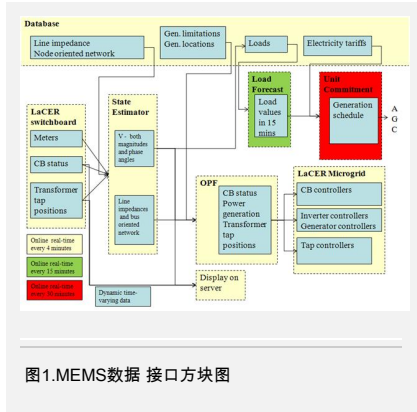 Database
Line impedance
Node oriented network
Gen. limitations
Gen. locations
Loads
Electricity tariffs
LaCER
switchboard
Meters
CB status
Transformer
tap
positions
State
Estimator
V - both
magnitudes
and phase
angles
Line
impedances
and bus
oriented
network
Load
Forecast
Load
values
in 15
mins
Unit
Commitment
Generation
schedule
A
G
C
OPF
CB status
Power
generation
Transformer
tap
positions
LaCER Microgrid
CB controllers
Inverter controllers
Generator controllers
Tap controllers
Display on
server
Online real-time
every 4 minutes
Online real-time
every 15 minutes
Online real-time
every 30 minutes
Dynamic time-
varying data
图1.MEMS数据 接口方块图